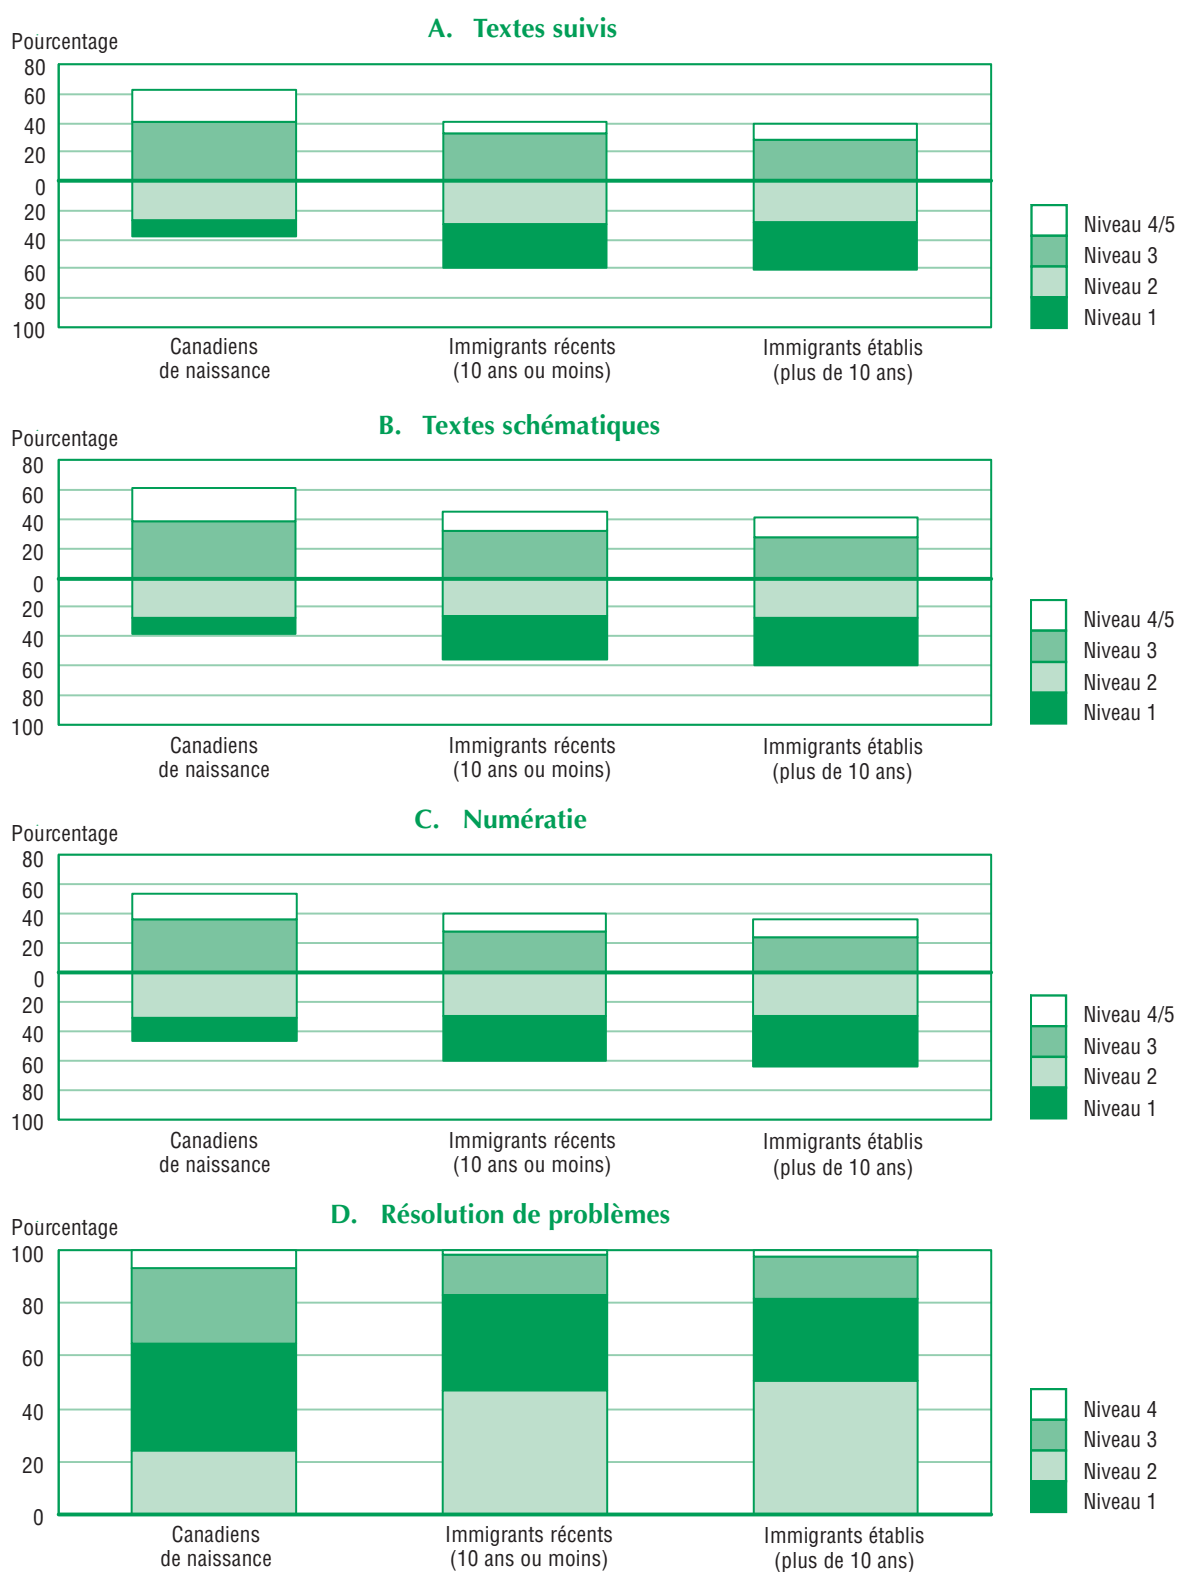 A. Textes suivis
Pourcentage
80
60
40
20
0
20
40
60
80
100
Niveau 4/5
Niveau 3
Niveau 2
Niveau 1
Canadiens
de naissance
Immigrants récents
(10 ans ou moins)
Immigrants établis
(plus de 10 ans)
B. Textes schématiques
Pourcentage
80
60
40
20
0
20
40
60
80
100
Niveau 4/5
Niveau 3
Niveau 2
Niveau 1
Canadiens
de naissance
Immigrants récents
(10 ans ou moins)
Immigrants établis
(plus de 10 ans)
C. Numératie
Pourcentage
80
60
40
20
0
20
40
60
80
100
Niveau 4/5
Niveau 3
Niveau 2
Niveau 1
Canadiens
de naissance
Immigrants récents
(10 ans ou moins)
Immigrants établis
(plus de 10 ans)
D. Résolution de problèmes
Pourcentage
100
80
60
40
20
0
Niveau 4
Niveau 3
Niveau 2
Niveau 1
Canadiens
de naissance
Immigrants récents
(10 ans ou moins)
Immigrants établis
(plus de 10 ans)